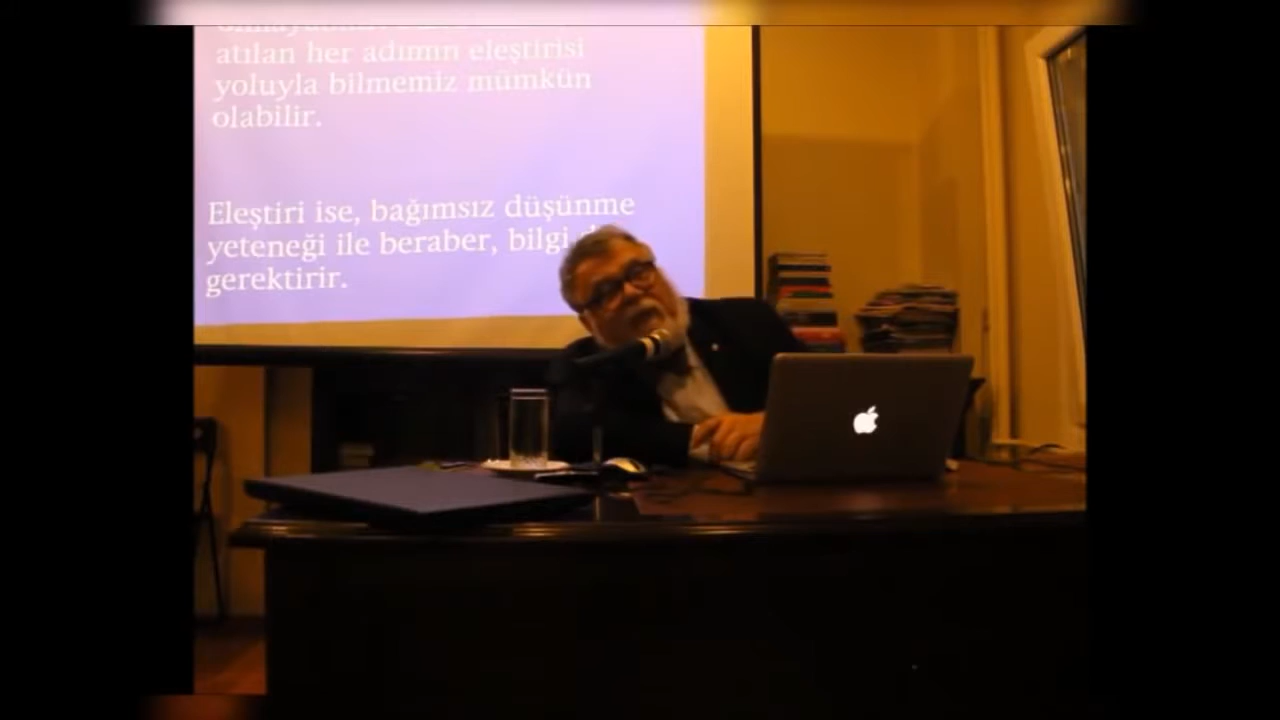 atılan her adımın eleştirisi
yoluyla bilmemiz mümkün
olabilir.
Eleştiri ise, bağımsız düşünme
yeteneği ile beraber, bilgi
gerektirir.